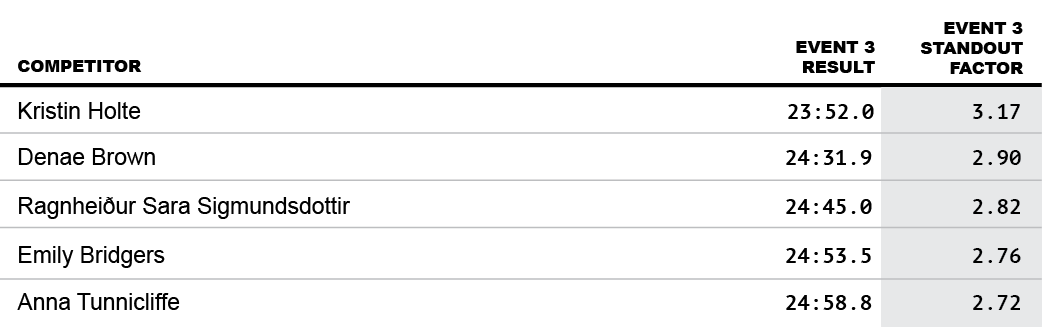 COMPETITOR
EVENT 3
RESULT
EVENT 3
STANDOUT
FACTOR
Kristin Holte 23:52.0 3.17
Denae Brown 24:31.9 2.90
Ragnheiður Sara Sigmundsdottir 24:45.0 2.82
Emily Bridgers 24:53.5 2.76
Anna Tunnicliffe 24:58.8 2.72